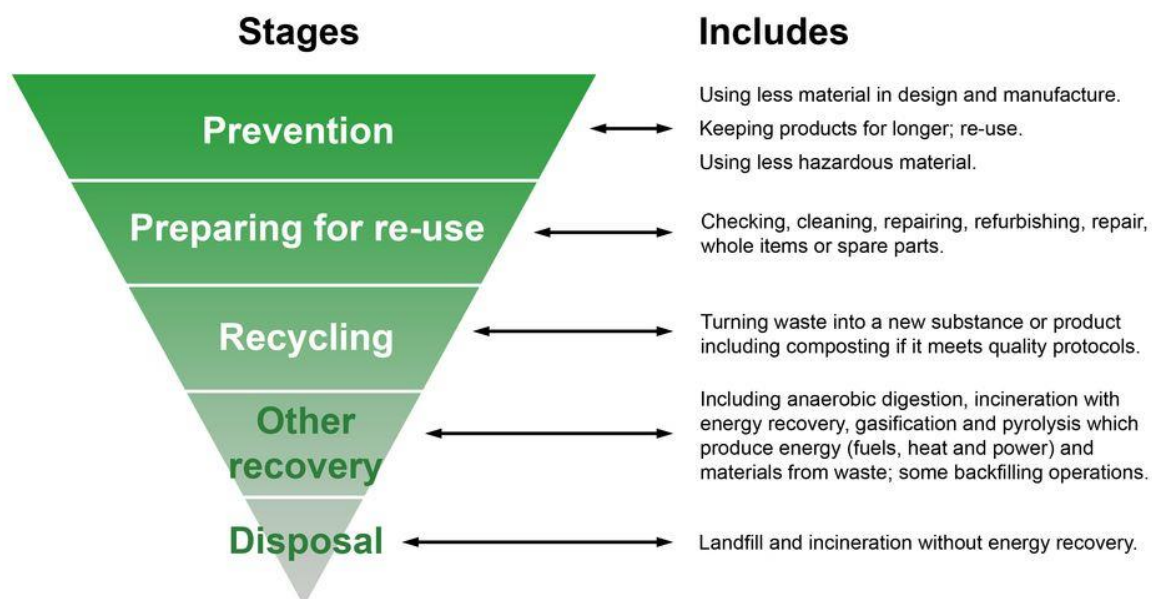 Stages
Includes
Prevention
Using less material in design and manufacture.
Keeping products for longer; re-use.
Using less hazardous material.
Preparing for re-use
Checking, cleaning, repairing, refurbishing, repair,
whole items or spare parts.
Recycling
Turning waste into a new substance or product
including composting if it meets quality protocols.
Other
recovery
Including anaerobic digestion, incineration with
energy recovery, gasification and pyrolysis which
produce energy (fuels, heat and power) and
materials from waste; some backfilling operations.
Disposal
Landfill and incineration without energy recovery.